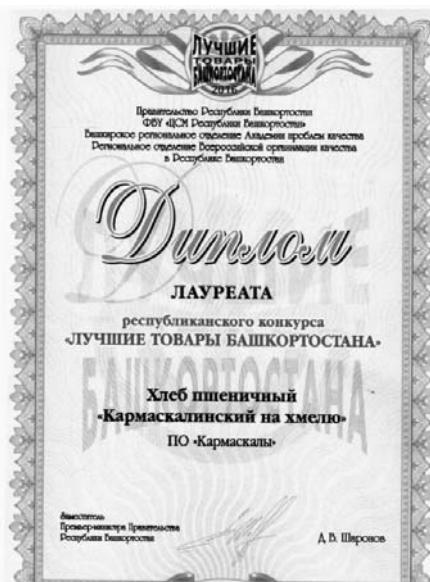 ЛУЧШИЕ
ТОВАРЫ
БАШКОРТОСТАНА
2016
Правительство Республики Башкортостан
ФБУ «ЦСМ Республики Башкортостан»
Башкирское региональное отделение Академии проблем качества
Региональное отделение Всероссийской организации качества
в Республике Башкортостан
Диплом
ЛАУРЕАТА
республиканского конкурса
«ЛУЧШИЕ ТОВАРЫ БАШКОРТОСТАНА»
БАШКОРТОСТАНА
Хлеб пшеничный
«Кармаскалинский на хмелю»
ПО «Кармаскалы»
Заместитель
Премьер-министра Правительства
Республики Башкортостан
Д. В. Шаронов